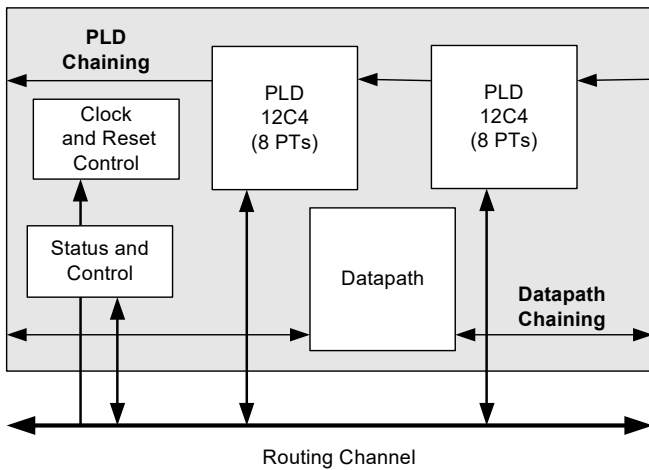 PLD
Chaining
PLD
12C4
(8 PTs)
PLD
12C4
(8 PTs)
Clock
and Reset
Control
Status and
Control
Datapath
Datapath
Chaining
Routing Channel